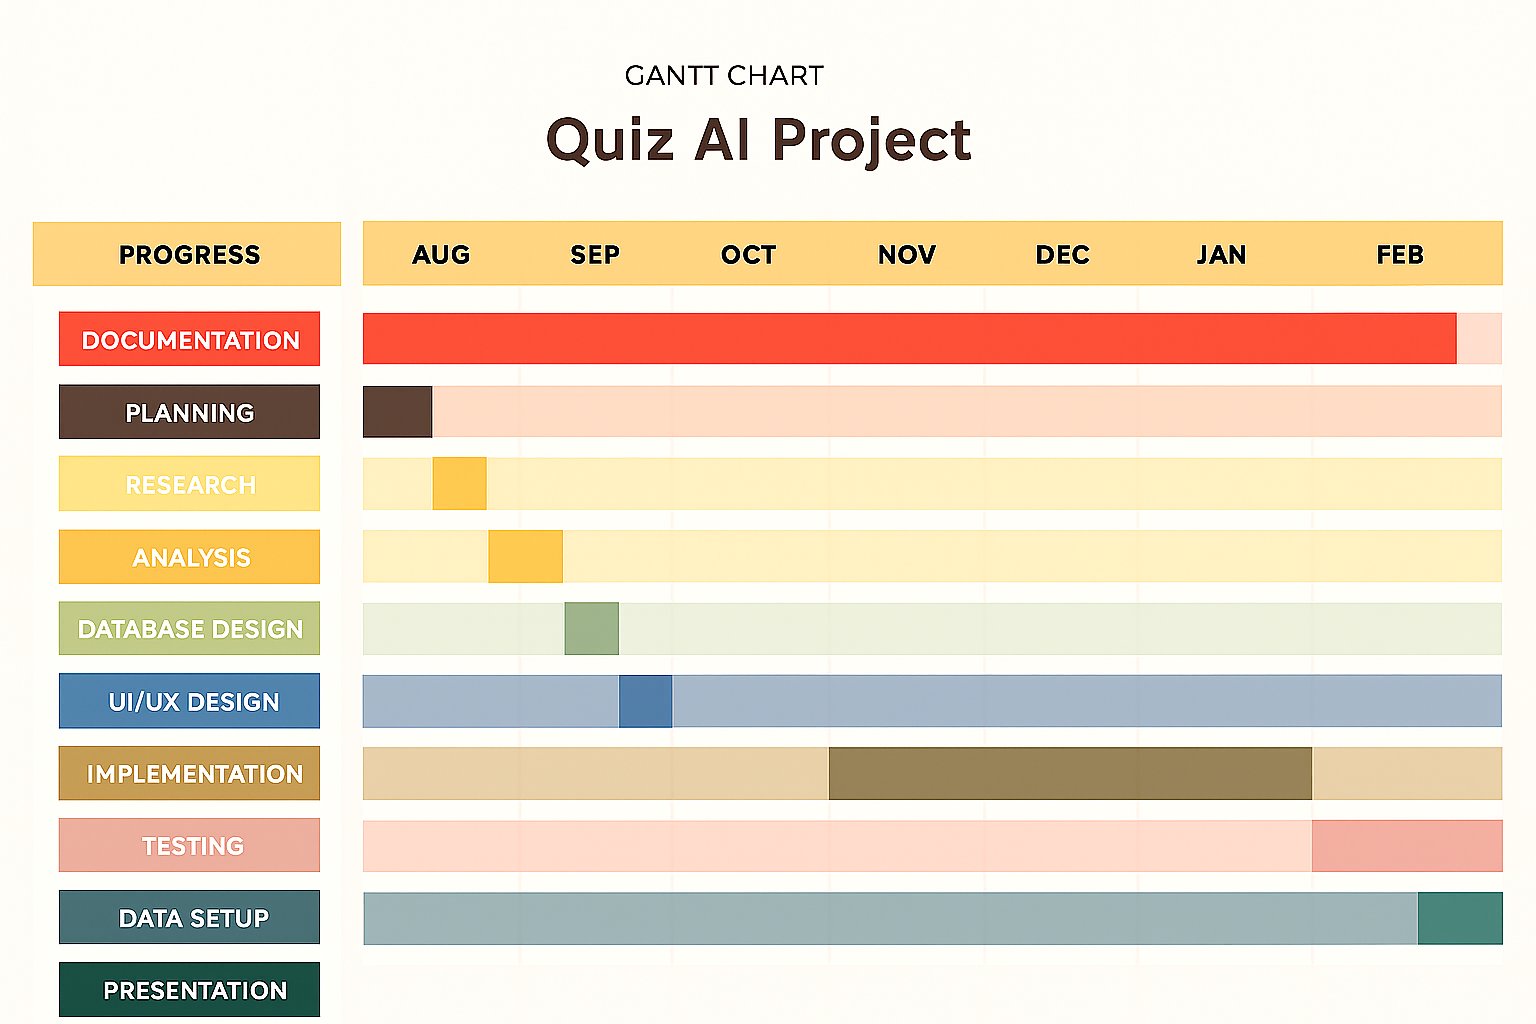 GANTT CHART
Quiz AI Project
PROGRESS AUG SEP OCT NOV DEC JAN FEB
DOCUMENTATION
PLANNING
RESEARCH
ANALYSIS
DATABASE DESIGN
UI/UX DESIGN
IMPLEMENTATION
TESTING
DATA SETUP
PRESENTATION